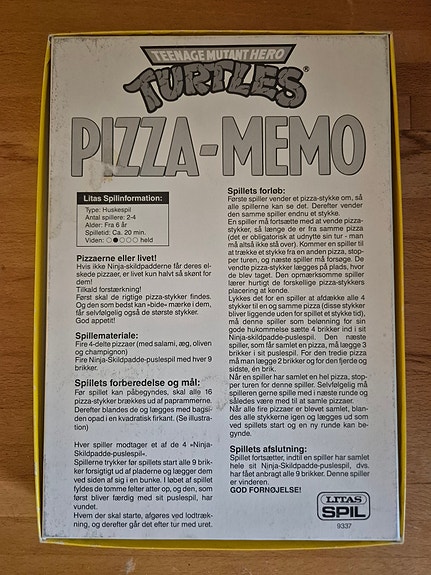 TEENAGE MUTANT HERO
TURTLES®
PIZZA-MEMO
Litas Spilinformation:
Type: Huskespil
Antal spillere: 2-4
Alder: Fra 6 år
Spilletid: Ca. 20 min.
Viden: ○●○○○○ held
Pizzaerne eller livet!
Hvis ikke Ninja-skildpadderne får deres el-
skede pizzaer, er livet kun halvt så skønt for
dem!
Tilkald forstærkning!
Først skal de rigtige pizza-stykker findes.
Og den som bedst kan »bide« mærke i dem,
får selvfølgelig også de største stykker.
God appetit!
Spillemateriale:
Fire 4-delte pizzaer (med salami, æg, oliven
og champignon)
Fire Ninja-Skildpadde-puslespil med hver 9
brikker.
Spillets forberedelse og mål:
Før spillet kan påbegyndes, skal alle 16
pizza-stykker brækkes ud af paprammerne.
Derefter blandes de og lægges med bagsi-
den opad i en kvadratisk firkant. (Se illustra-
tion)
Hver spiller modtager et af de 4 »Ninja-
Skildpadde-puslespil«.
Spillerne trykker før spillets start alle 9 brik-
ker forsigtigt ud af pladerne og lægger dem
ved siden af sig i en bunke. I løbet af spillet
fyldes de tomme felter atter op, og den, som
først bliver færdig med sit puslespil, har
vundet.
Hvem der skal starte, afgøres ved lodtræk-
ning, og derefter går det efter tur med uret.
Spillets forløb:
Første spiller vender et pizza-stykke om, så
alle spillerne kan se det. Derefter vender
den samme spiller endnu et stykke.
En spiller må fortsætte med at vende pizza-
stykker, så længe de er fra samme pizza
(det er obligatorisk at udnytte sin tur - man
må altså ikke stå over). Kommer en spiller til
at trække et stykke fra en anden pizza, stop-
per turen, og næste spiller må forsøge. De
vendte pizza-stykker lægges på plads, hvor
de blev taget. Den opmærksomme spiller
lærer hurtigt de forskellige pizza-stykkers
placering at kende.
Lykkes det for en spiller at afdække alle 4
stykker til en og samme pizza (disse stykker
bliver liggende uden for spillet et stykke tid),
må denne spiller som belønning for sin
gode hukommelse sætte 4 brikker ind i sit
Ninja-skildpadde-puslespil. Den næste
spiller, som får samlet en pizza, må lægge 3
brikker i sit puslespil. For den tredie pizza
må man lægge 2 brikker og for den fjerde og
sidste, én brik.
Når en spiller har samlet en hel pizza, stop-
per turen for denne spiller. Selvfølgelig må
spilleren gerne spille med i næste runde og
således være med til at samle pizzaer.
Når alle fire pizzaer er blevet samlet, blan-
des alle stykkerne igen og lægges ud som
ved spillets start og en ny runde kan be-
gynde.
Spillets afslutning:
Spillet fortsætter, indtil en spiller har samlet
hele sit Ninja-Skildpadde-puslespil, dvs.
har fået anbragt alle 9 brikker. Denne spiller
er vinderen.
GOD FORNØJELSE!
LITAS
SPIL
9337